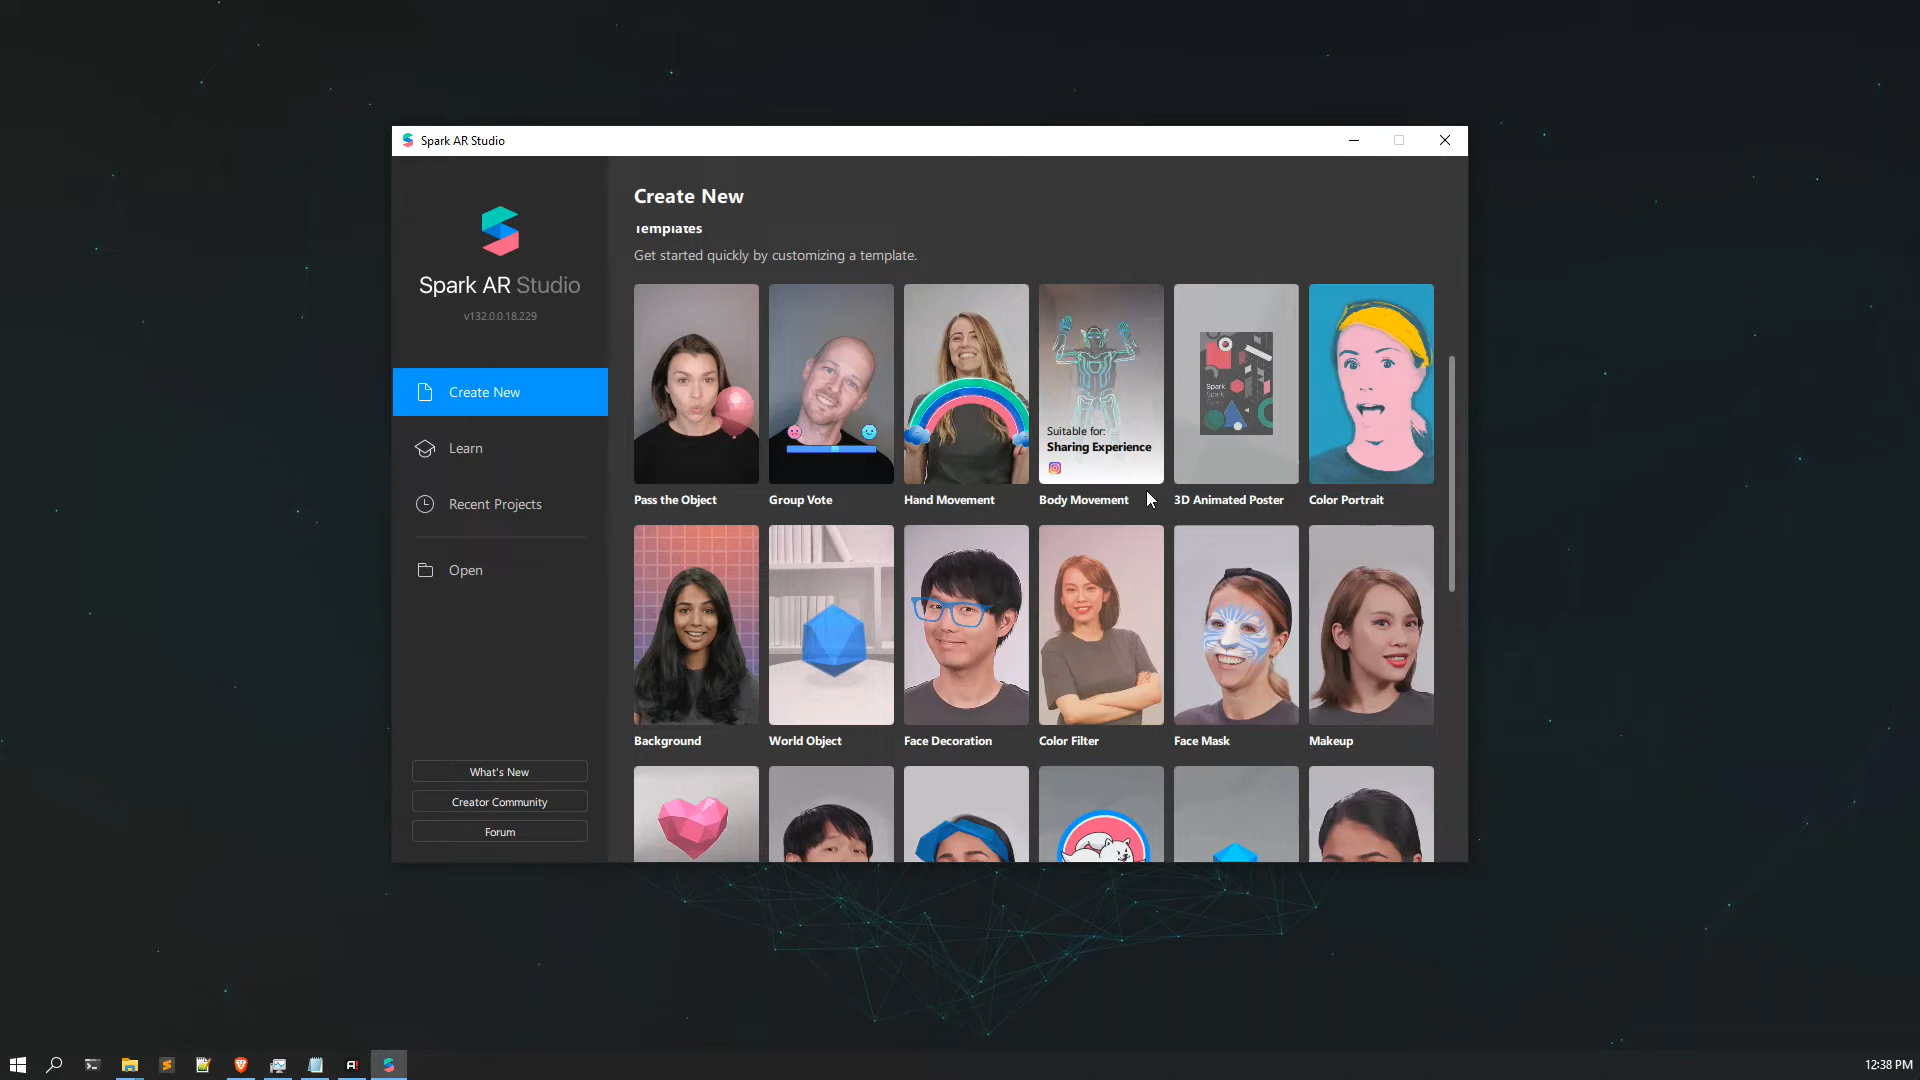 Spark AR Studio
Spark AR Studio
v132.0.0.18.229
Create New
Learn
Recent Projects
Open
What's New
Creator Community
Forum
Create New
Templates
Get started quickly by customizing a template.
Suitable for:
Sharing Experience
Spark
Spark
Spark
Pass the Object
Group Vote
Hand Movement
Body Movement
3D Animated Poster
Color Portrait
Background
World Object
Face Decoration
Color Filter
Face Mask
Makeup
A!
12:38 PM